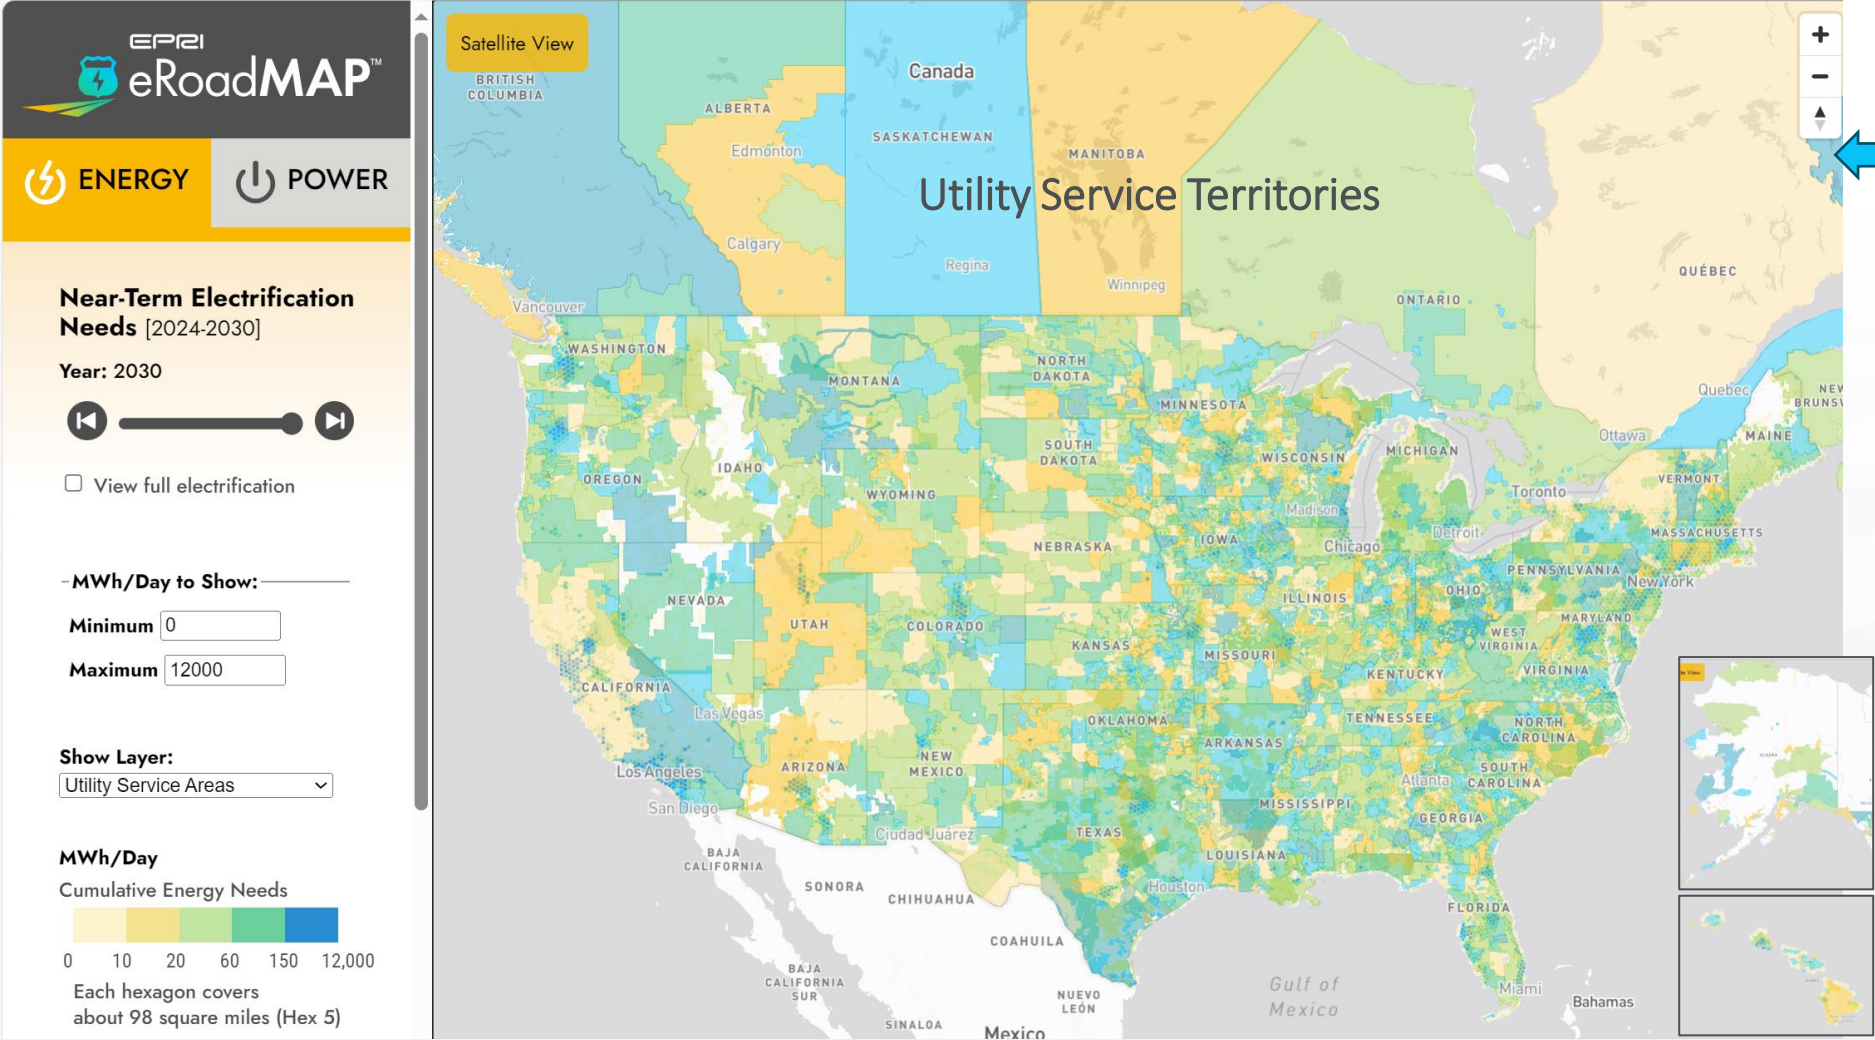 EPRI
eRoadMAP™
ENERGY
POWER
Near-Term Electrification
Needs [2024-2030]
Year: 2030
View full electrification
MWh/Day to Show:
Minimum 0
Maximum 12000
Show Layer:
Utility Service Areas
MWh/Day
Cumulative Energy Needs
0 10 20 60 150 12,000
Each hexagon covers
about 98 square miles (Hex 5)
Satellite View
Utility Service Territories
BRITISH
COLUMBIA
ALBERTA
Edmonton
Calgary
Canada
SASKATCHEWAN
Regina
MANITOBA
Winnipeg
ONTARIO
QUÉBEC
Quebec
NEW
BRUNSW
Vancouver
WASHINGTON
MONTANA
NORTH
DAKOTA
MINNESOTA
Ottawa
MAINE
OREGON
IDAHO
WYOMING
SOUTH
DAKOTA
WISCONSIN
Madison
MICHIGAN
Toronto
VERMONT
Detroit
MASSACHUSETTS
NEBRASKA
IOWA
Chicago
PENNSYLVANIA
New York
NEVADA
UTAH
COLORADO
KANSAS
MISSOURI
ILLINOIS
OHIO
WEST
VIRGINIA
MARYLAND
VIRGINIA
KENTUCKY
CALIFORNIA
Las Vegas
Los Angeles
San Diego
ARIZONA
NEW
MEXICO
OKLAHOMA
ARKANSAS
TENNESSEE
NORTH
CAROLINA
Atlanta
SOUTH
CAROLINA
MISSISSIPPI
GEORGIA
Ciudad Juárez
TEXAS
LOUISIANA
Houston
FLORIDA
Miami
BAJA
CALIFORNIA
SONORA
CHIHUAHUA
COAHUILA
BAJA
CALIFORNIA
SUR
NUEVO
LEÓN
SINALOA
Mexico
Gulf of
Mexico
Bahamas
te View
ALASKA